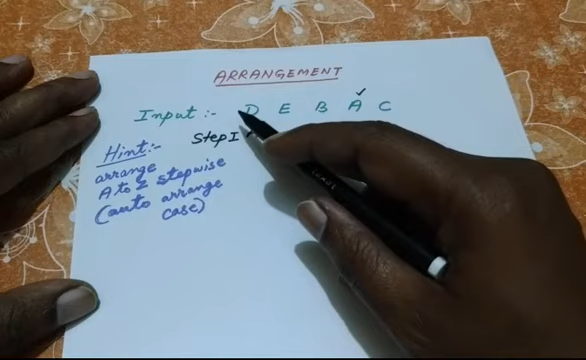 ARRANGEMENT
Input :- D E B A C
Step I
Hint:-
arrange
A to Z stepwise
(auto arrange
case)